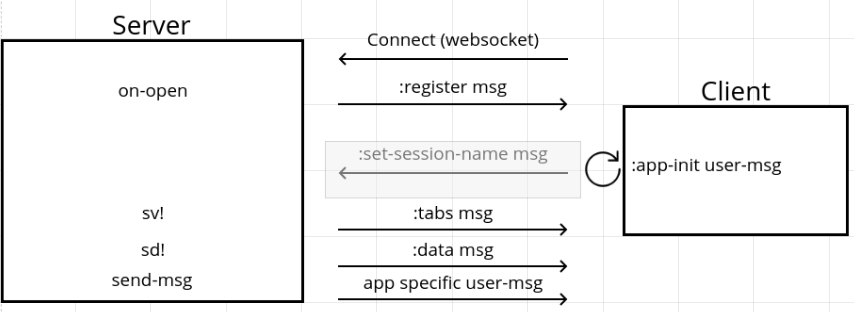 Server
Connect (websocket)
on-open
:register msg
Client
:set-session-name msg
:app-init user-msg
sv!
:tabs msg
sd!
:data msg
send-msg
app specific user-msg